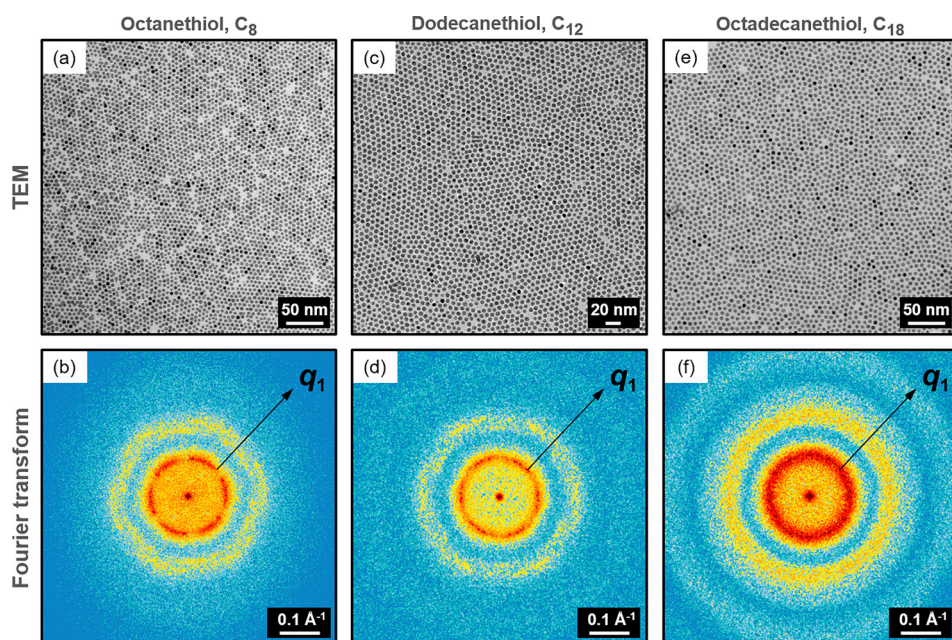 Octanethiol, C₈
Dodecanethiol, C₁₂
Octadecanethiol, C₁₈
TEM
(a)
50 nm
(c)
20 nm
(e)
50 nm
Fourier transform
(b)
q₁
0.1 Å⁻¹
(d)
q₁
0.1 Å⁻¹
(f)
q₁
0.1 Å⁻¹